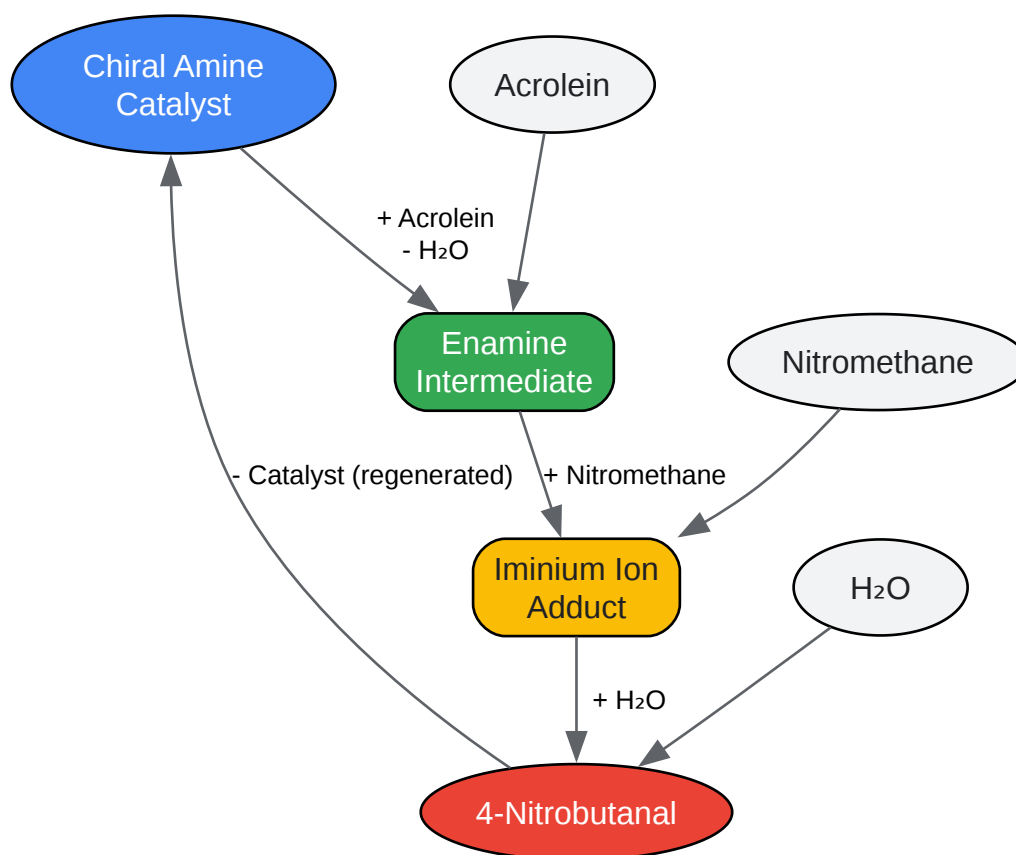 Chiral Amine
Catalyst
Acrolein
+ Acrolein
- H₂O
Enamine
Intermediate
Nitromethane
- Catalyst (regenerated)
+ Nitromethane
Iminium Ion
Adduct
H₂O
+ H₂O
4-Nitrobutanal